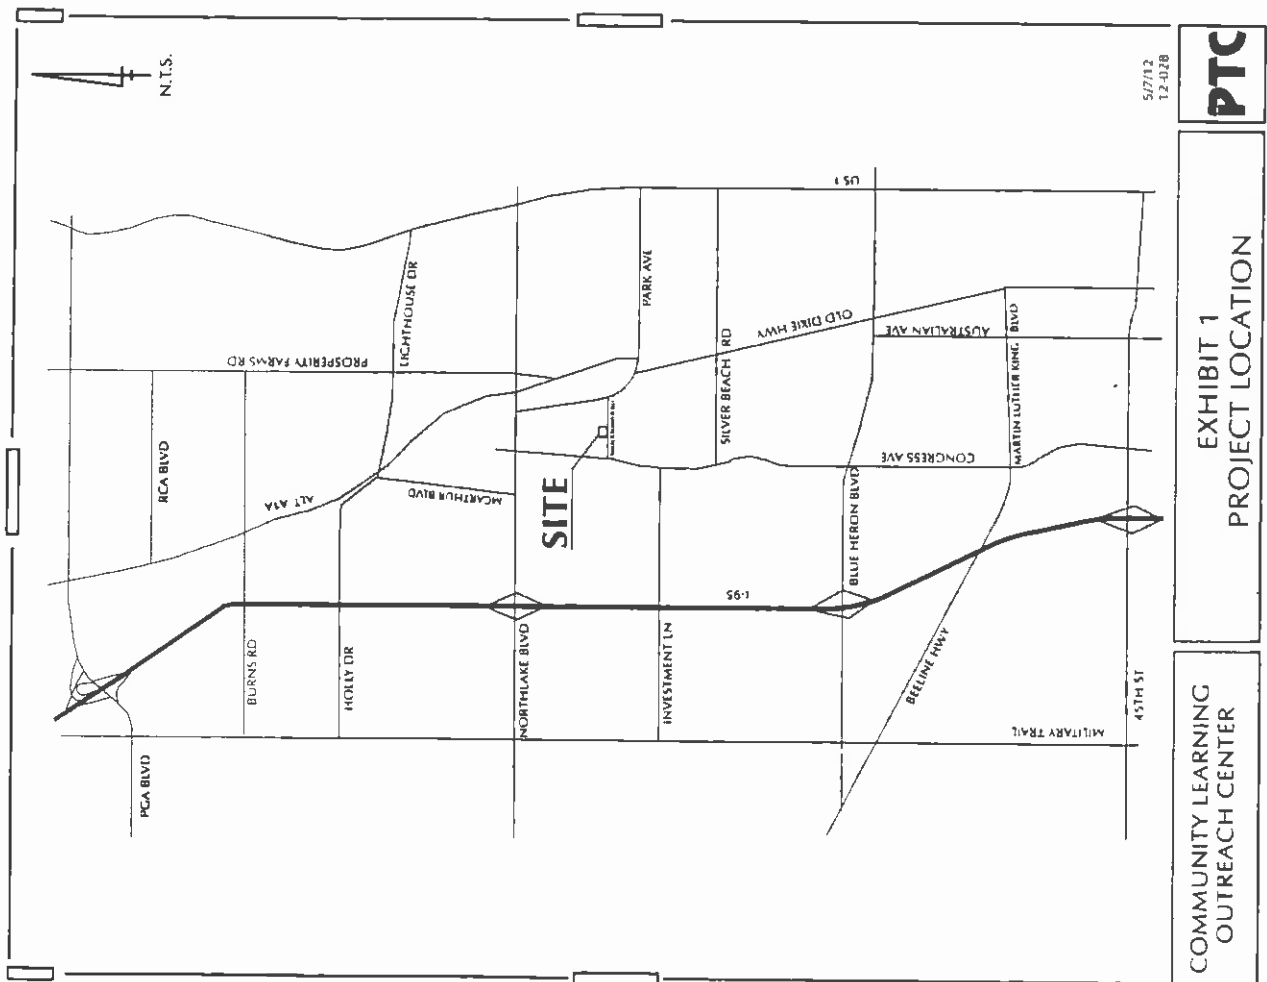 N.T.S.
PGA BLVD
RCA BLVD
BURNS RD
HOLLY DR
NORTHLAKE BLVD
INVESTMENT LN
BLUE HERON BLVD
BEELINE HWY
45TH ST
MILITARY TRAIL
I-95
ALT A1A
MCARTHUR BLVD
PROSPERITY FARMS RD
LIGHTHOUSE DR
SITE
PARK AVE
SILVER BEACH RD
OLD DIXIE HWY
CONGRESS AVE
AUSTRALIAN AVE
MARTIN LUTHER KING BLVD
US 1
5/7/12
12-028
COMMUNITY LEARNING
OUTREACH CENTER
EXHIBIT 1
PROJECT LOCATION
PTC